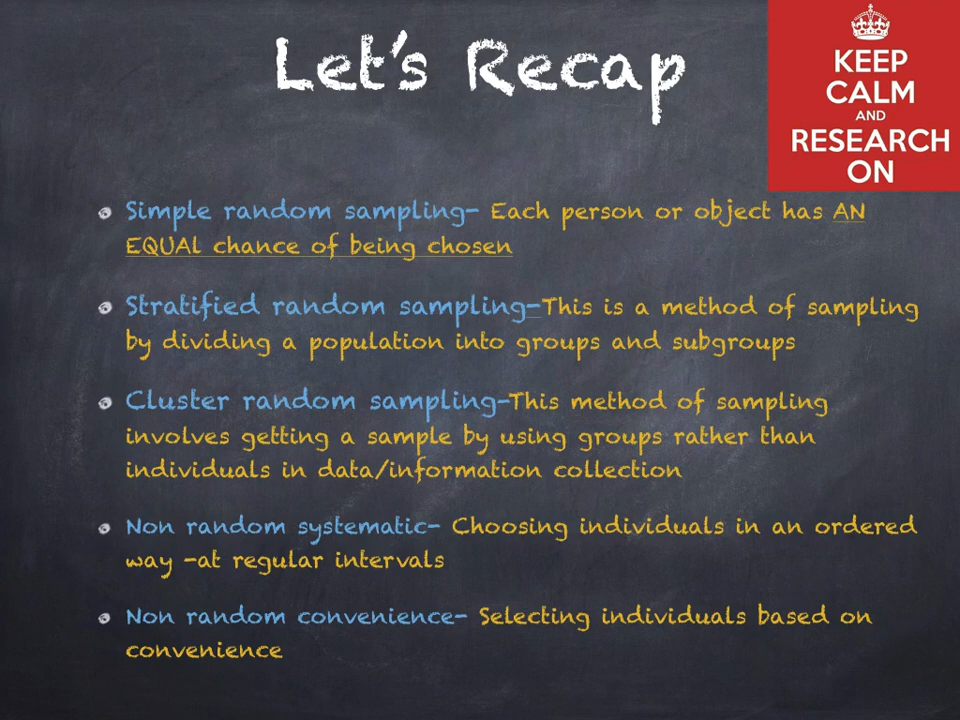 Let's Recap
KEEP
CALM
AND
RESEARCH
ON
Simple random sampling- Each person or object has AN
EQUAl chance of being chosen
Stratified random sampling-This is a method of sampling
by dividing a population into groups and subgroups
Cluster random sampling-This method of sampling
involves getting a sample by using groups rather than
individuals in data/information collection
Non random systematic- Choosing individuals in an ordered
way -at regular intervals
Non random convenience- Selecting individuals based on
convenience